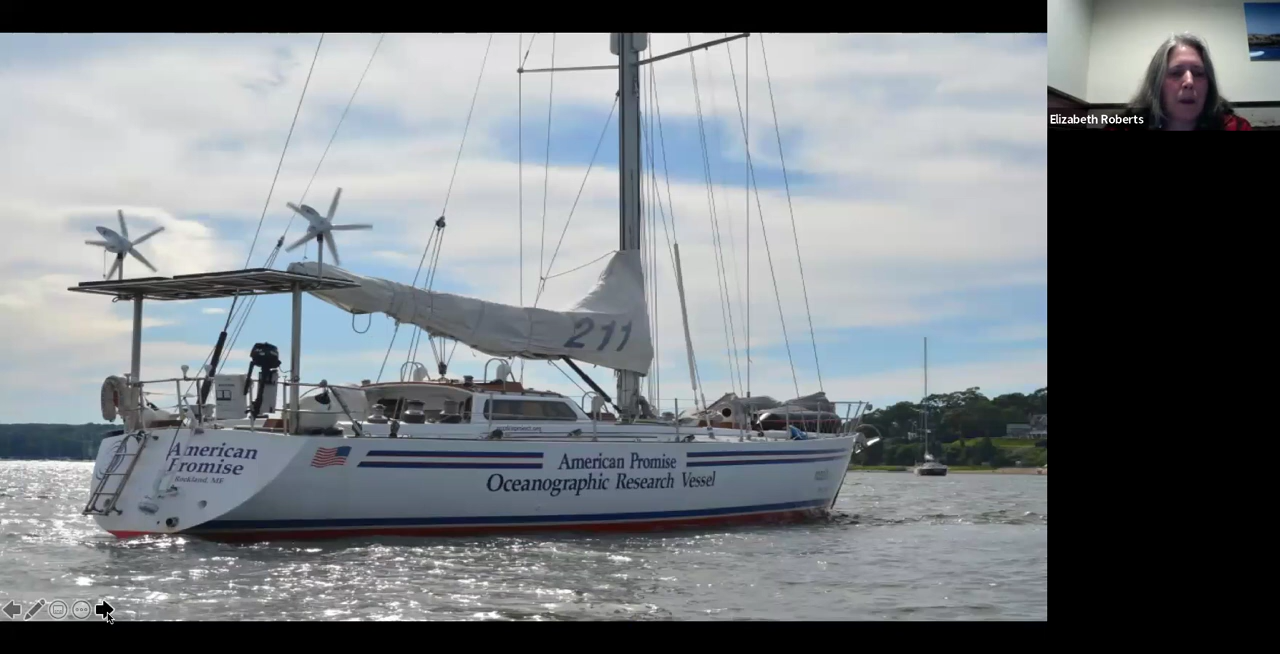 Elizabeth Roberts
211
American
Promise
Rockland, ME
American Promise
Oceanographic Research Vessel